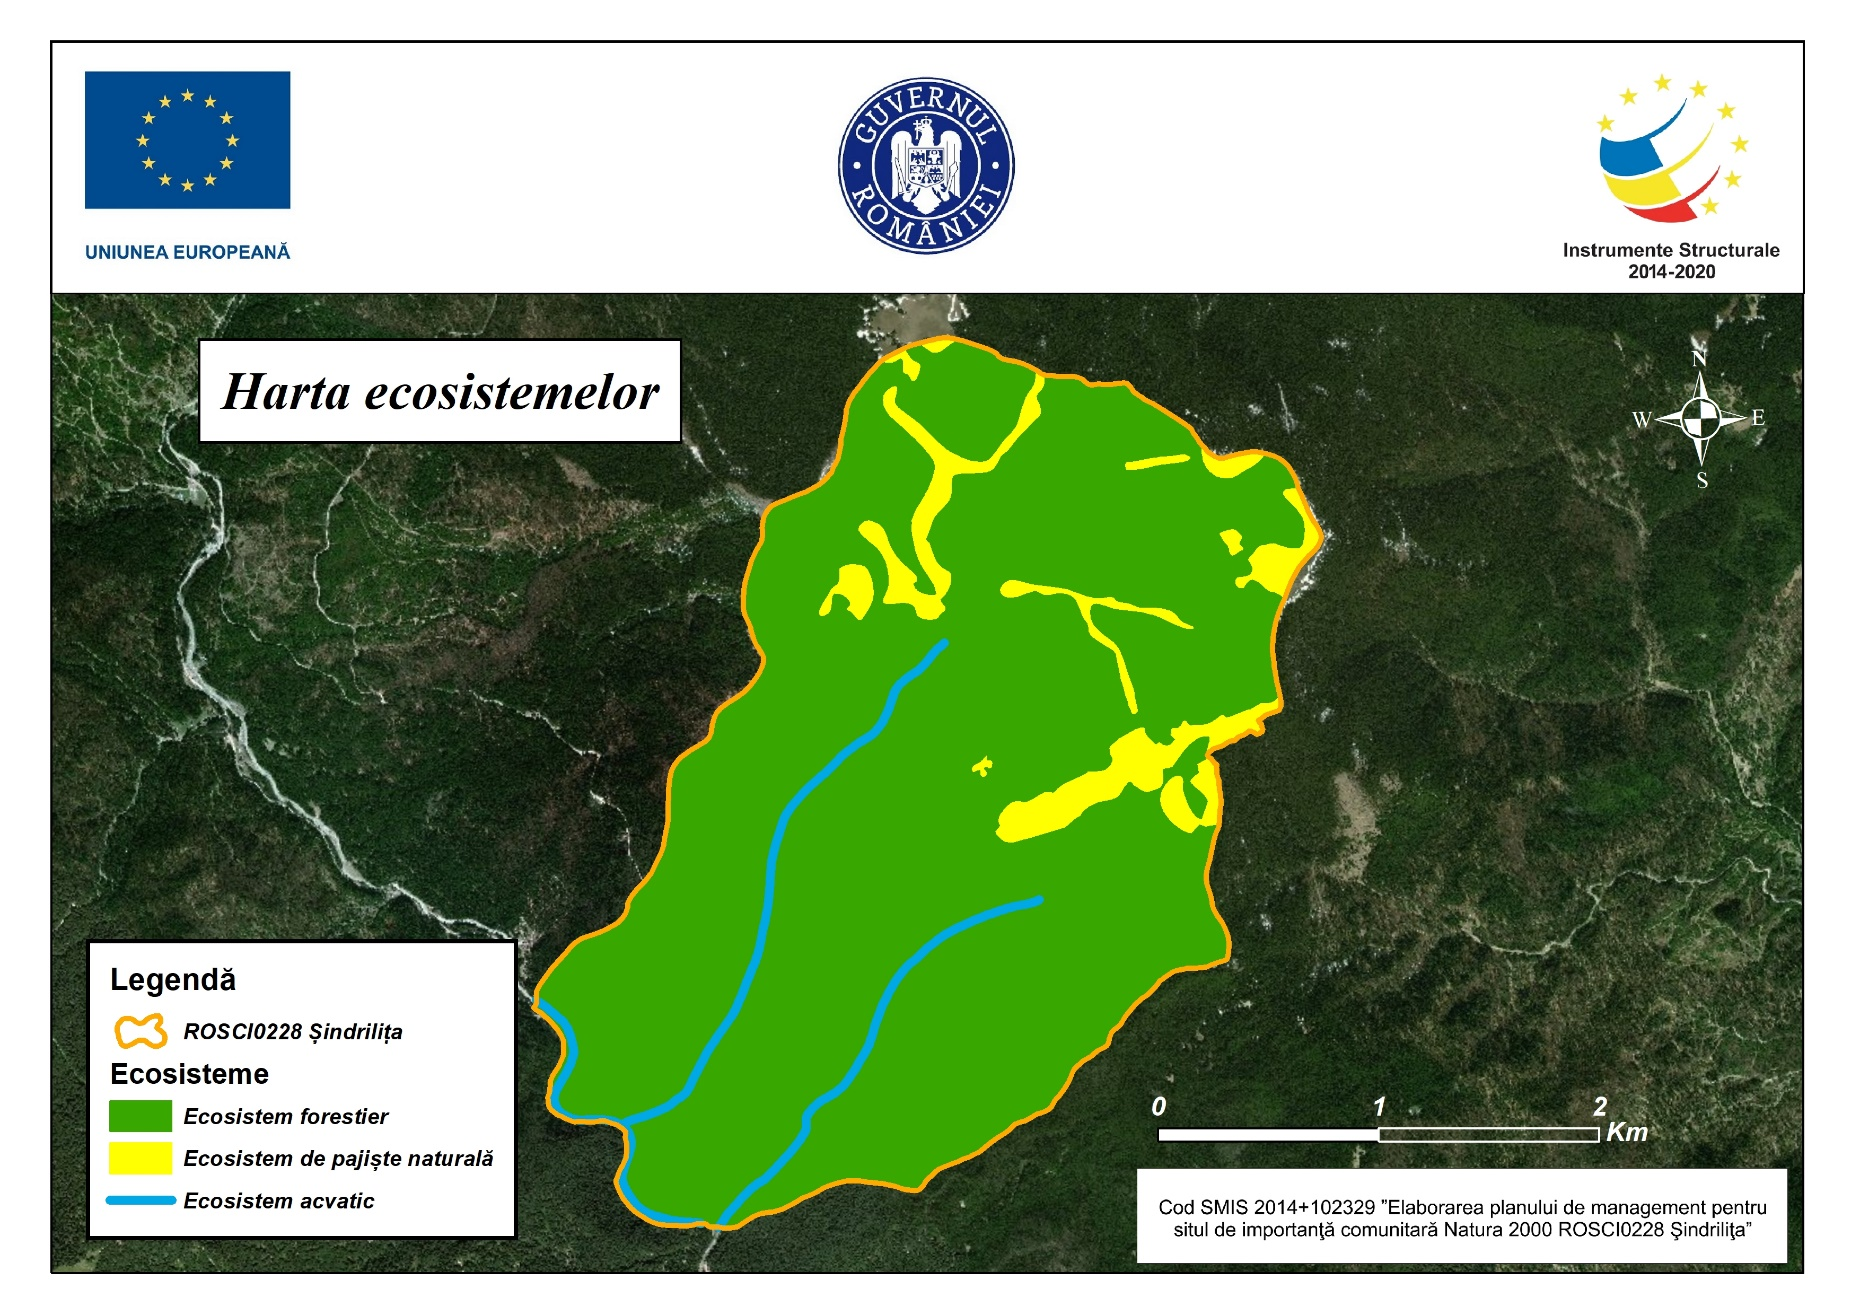 UNIUNEA EUROPEANĂ
GUVERNUL
ROMÂNIEI
Instrumente Structurale
2014-2020
Harta ecosistemelor
N
W
E
S
Legendă
ROSCI0228 Șindrilița
Ecosisteme
Ecosistem forestier
Ecosistem de pajiște naturală
Ecosistem acvatic
0 1 2
Km
Cod SMIS 2014+102329 ”Elaborarea planului de management pentru
situl de importanţă comunitară Natura 2000 ROSCI0228 Şindriliţa”